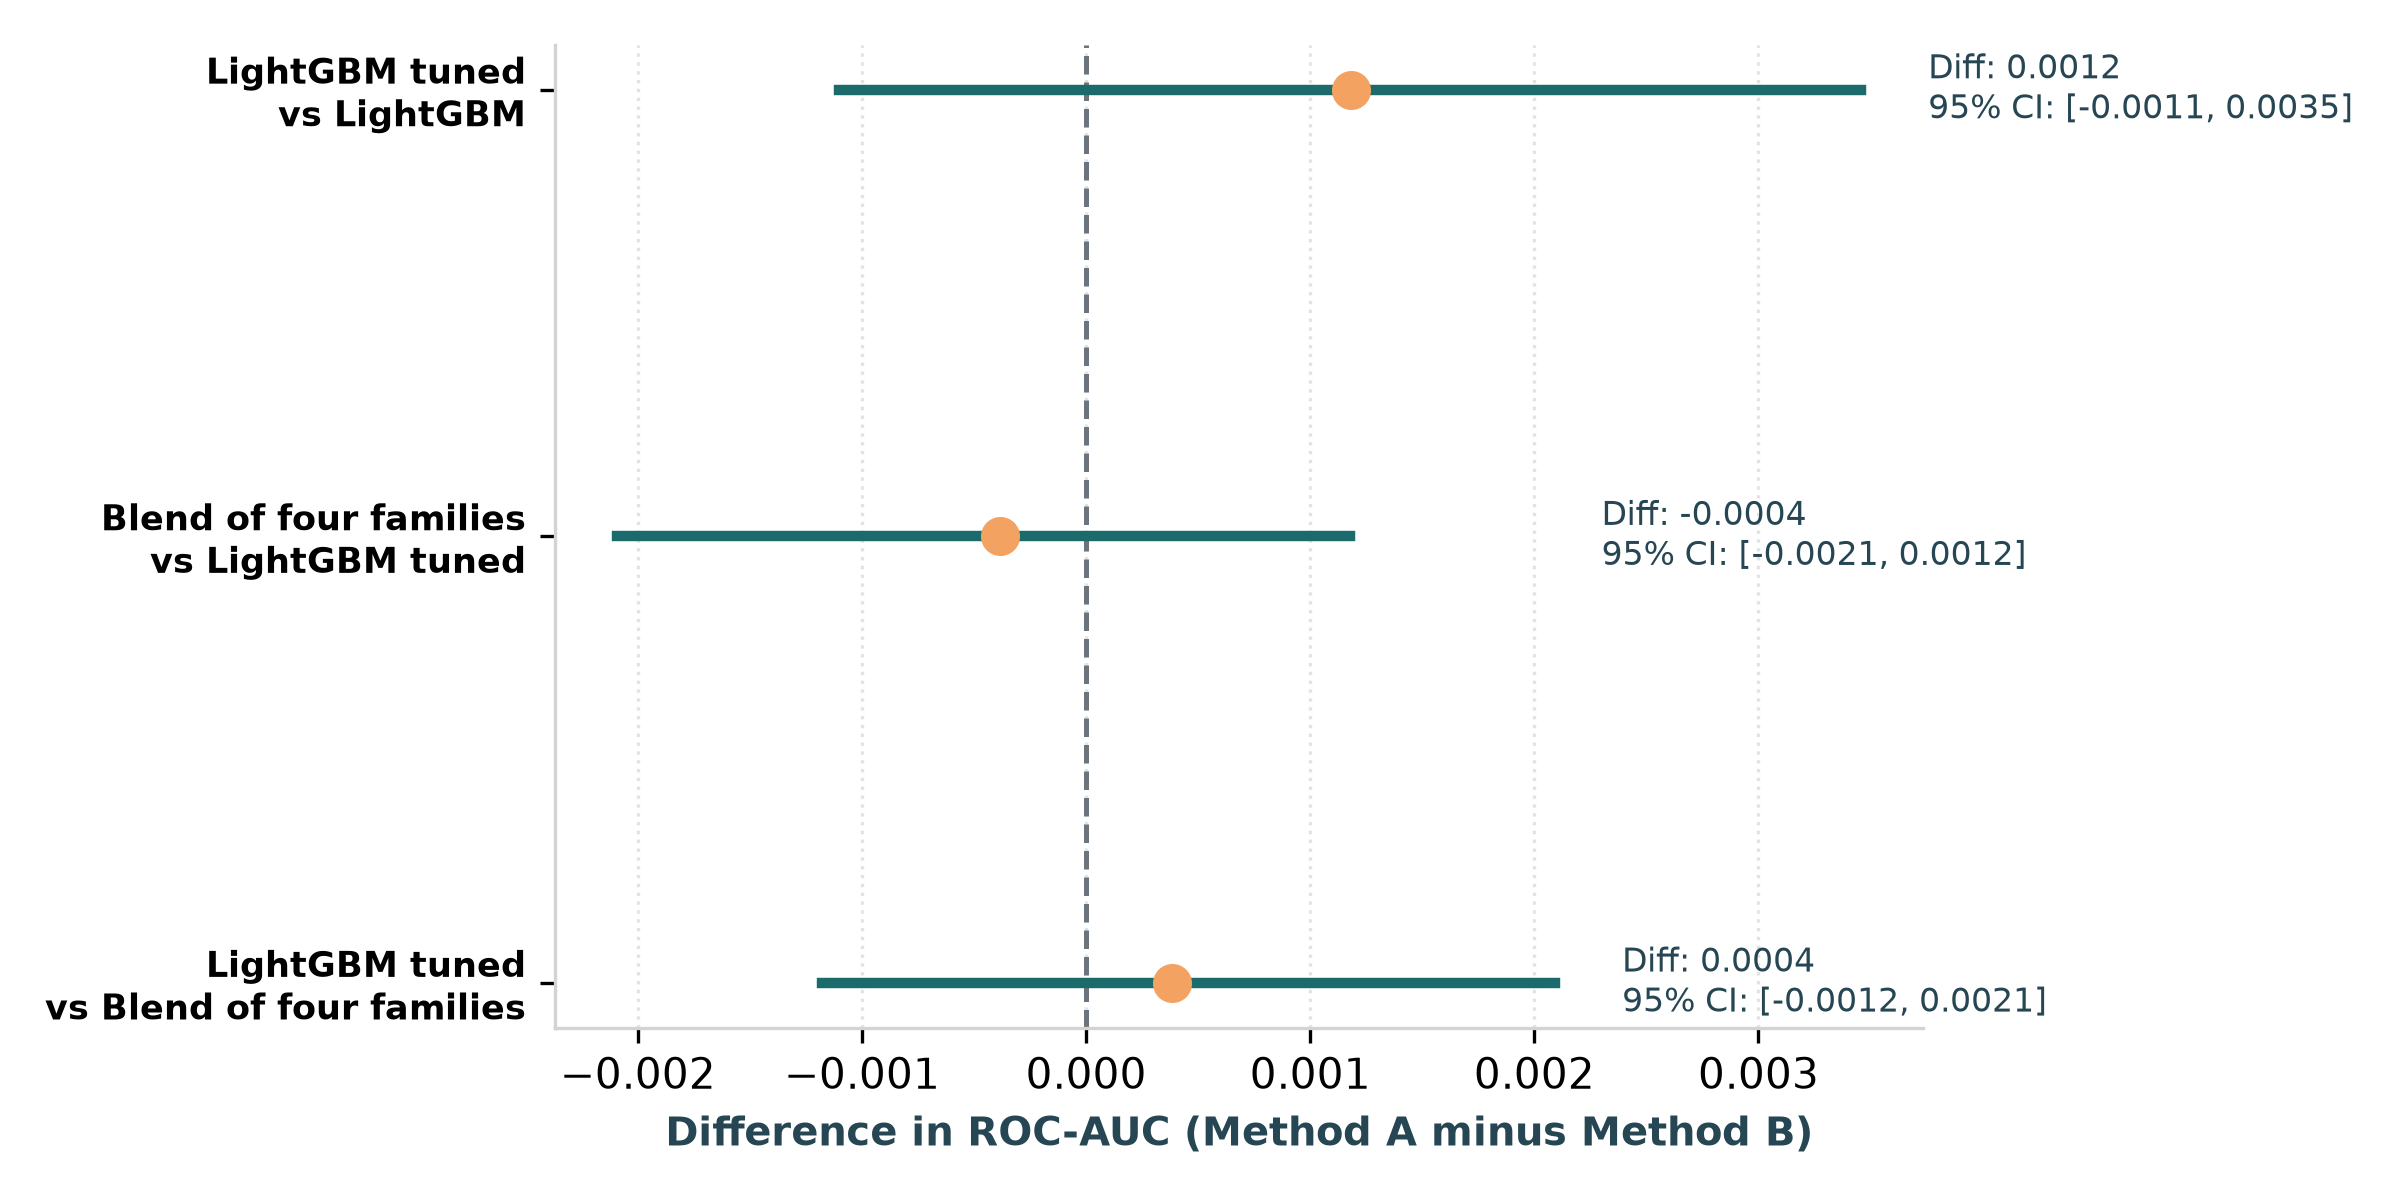 LightGBM tuned
vs LightGBM
Diff: 0.0012
95% CI: [-0.0011, 0.0035]
Blend of four families
vs LightGBM tuned
Diff: -0.0004
95% CI: [-0.0021, 0.0012]
LightGBM tuned
vs Blend of four families
Diff: 0.0004
95% CI: [-0.0012, 0.0021]
−0.002 −0.001 0.000 0.001 0.002 0.003
Difference in ROC-AUC (Method A minus Method B)